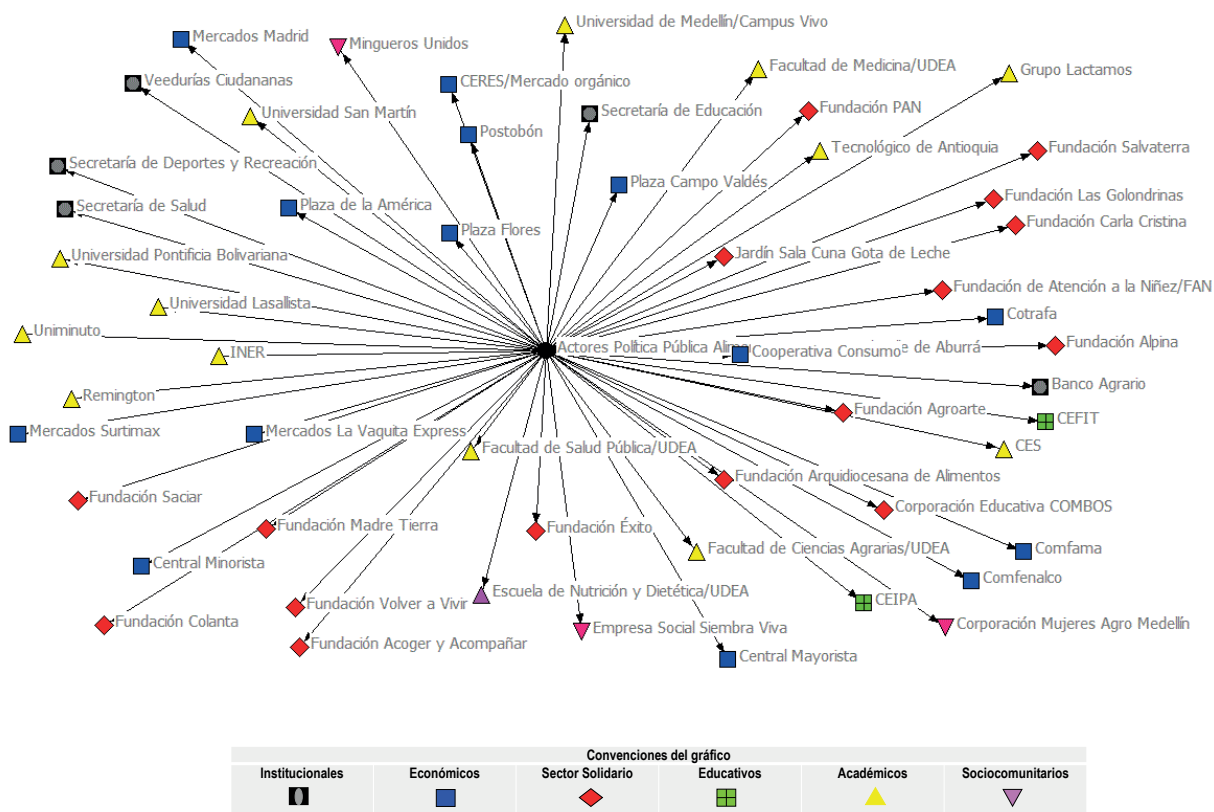 Universidad de Medellín/Campus Vivo
Mercados Madrid
Mingueros Unidos
Facultad de Medicina/UDEA
Grupo Lactamos
Veedurías Ciudananas
CERES/Mercado orgánico
Universidad San Martín
Secretaría de Educación
Fundación PAN
Postobón
Tecnológico de Antioquia
Fundación Salvaterra
Secretaría de Deportes y Recreación
Plaza Campo Valdés
Fundación Las Golondrinas
Secretaría de Salud
Plaza de la América
Fundación Carla Cristina
Plaza Flores
Jardín Sala Cuna Gota de Leche
Universidad Pontificia Bolivariana
Fundación de Atención a la Niñez/FAN
Universidad Lasallista
Cotrafa
Uniminuto
Fundación Alpina
INER
Actores Política Pública
Cooperativa Consumo
de Aburrá
Banco Agrario
Remington
Fundación Agroarte
CEFIT
Mercados Surtimax
Mercados La Vaquita Express
Facultad de Salud Pública/UDEA
CES
Fundación Arquidiocesana de Alimentos
Fundación Saciar
Corporación Educativa COMBOS
Fundación Madre Tierra
Fundación Éxito
Facultad de Ciencias Agrarias/UDEA
Comfama
Central Minorista
Comfenalco
Escuela de Nutrición y Dietética/UDEA
CEIPA
Fundación Volver a Vivir
Fundación Colanta
Empresa Social Siembra Viva
Corporación Mujeres Agro Medellín
Fundación Acoger y Acompañar
Central Mayorista
Convenciones del gráfico
Institucionales Económicos Sector Solidario Educativos Académicos Sociocomunitarios